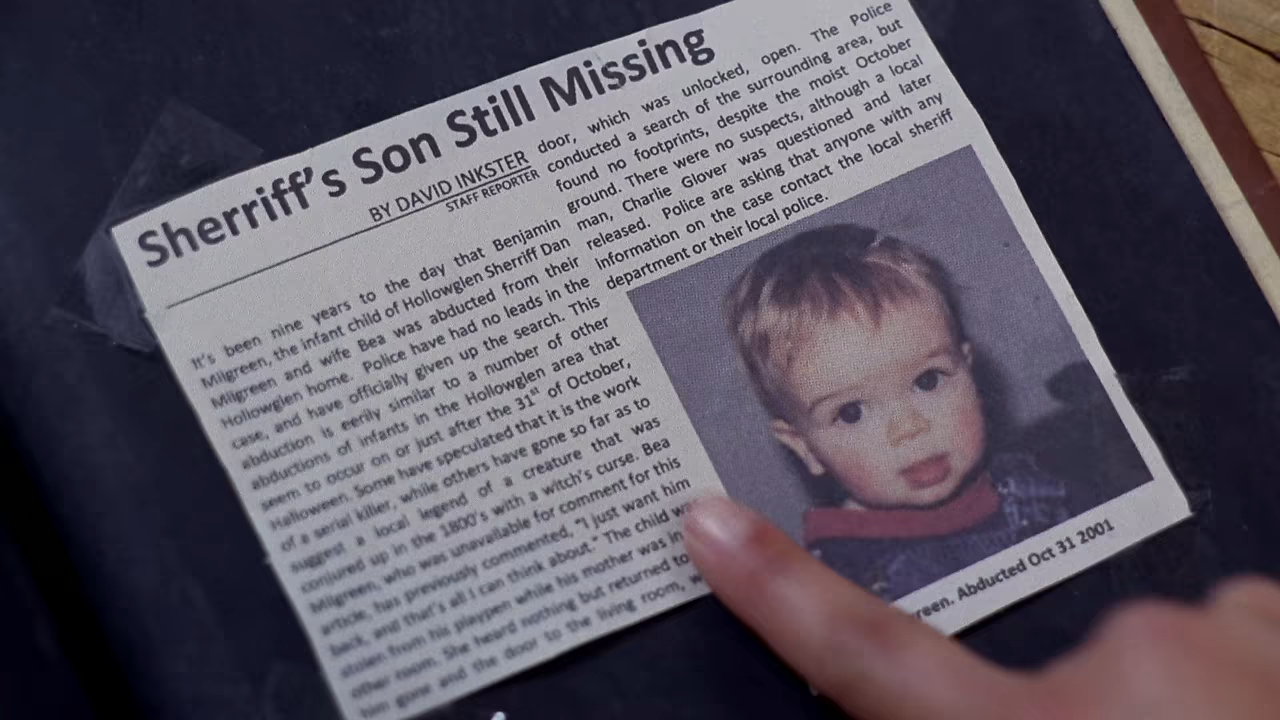 Sherriff's Son Still Missing
BY DAVID INKSTER
STAFF REPORTER
It's been nine years to the day that Benjamin
Milgreen, the infant child of Hollowglen Sherriff Dan
Milgreen and wife Bea was abducted from their
Hollowglen home. Police have had no leads in the
case, and have officially given up the search. This
abduction is eerily similar to a number of other
abductions of infants in the Hollowglen area that
seem to occur on or just after the 31st of October,
Halloween. Some have speculated that it is the work
of a serial killer, while others have gone so far as to
suggest a local legend of a creature that was
conjured up in the 1800's with a witch's curse. Bea
Milgreen, who was unavailable for comment for this
article, has previously commented, "I just want him
back, and that's all I can think about." The child
stolen from his playpen while his mother was in
other room. She heard nothing but returned to
him gone and the door to the living room,
door, which was unlocked, open. The Police
conducted a search of the surrounding area, but
found no footprints, despite the moist October
ground. There were no suspects, although a local
man, Charlie Glover was questioned and later
released. Police are asking that anyone with any
information on the case contact the local sheriff
department or their local police.
reen. Abducted Oct 31 2001